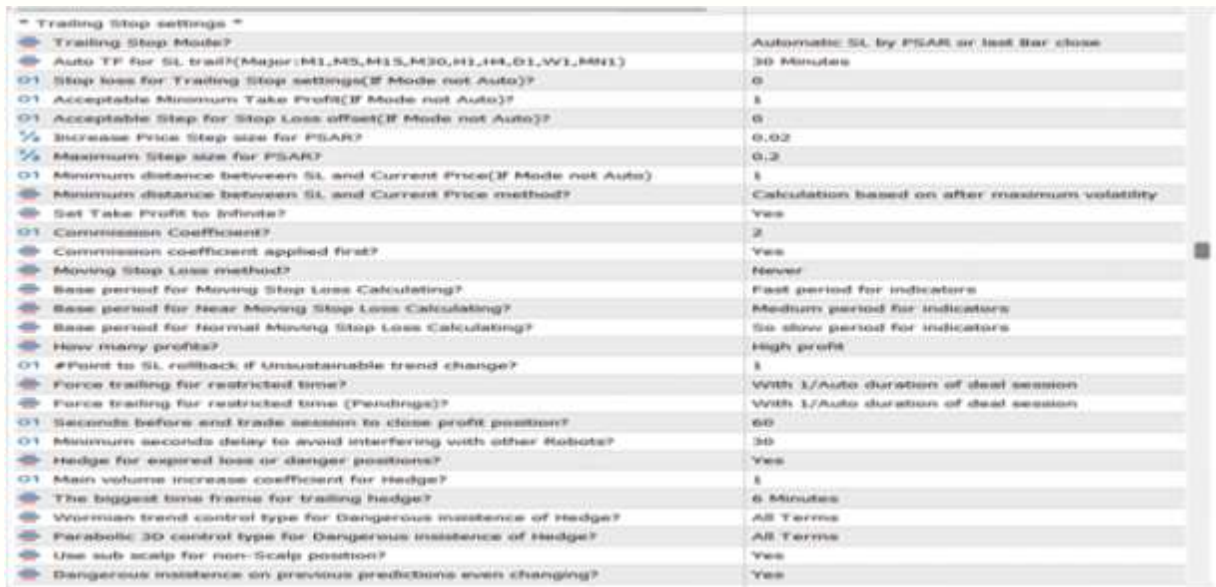 " Trailing Stop settings "
Trailing Stop Mode? Automatic SL by PSAR or last Bar close
Auto TF for SL trail?(Major:M1,M5,M15,M30,H1,H4,D1,W1,MN1) 30 Minutes
Stop loss for Trailing Stop settings(If Mode not Auto)? 0
Acceptable Minimum Take Profit(If Mode not Auto)? 1
Acceptable Step for Stop Loss offset(If Mode not Auto)? 0
Increase Price Step size for PSAR? 0.02
Maximum Step size for PSAR? 0.2
Minimum distance between SL and Current Price(If Mode not Auto) 1
Minimum distance between SL and Current Price method? Calculation based on after maximum volatility
Set Take Profit to Infinite? Yes
Commission Coefficient? 2
Commission coefficient applied first? Yes
Moving Stop Loss method? Never
Base period for Moving Stop Loss Calculating? Fast period for indicators
Base period for Near Moving Stop Loss Calculating? Medium period for indicators
Base period for Normal Moving Stop Loss Calculating? So slow period for indicators
How many profits? High profit
#Point to SL rollback if Unsustainable trend change? 1
Force trailing for restricted time? With 1/Auto duration of deal session
Force trailing for restricted time (Pendings)? With 1/Auto duration of deal session
Seconds before end trade session to close profit position? 60
Minimum seconds delay to avoid interfering with other Robots? 30
Hedge for expired loss or danger positions? Yes
Main volume increase coefficient for Hedge? 1
The biggest time frame for trailing hedge? 6 Minutes
Wormian trend control type for Dangerous insistence of Hedge? All Terms
Parabolic 3D control type for Dangerous insistence of Hedge? All Terms
Use sub scalp for non-Scalp position? Yes
Dangerous insistence on previous predictions even changing? Yes